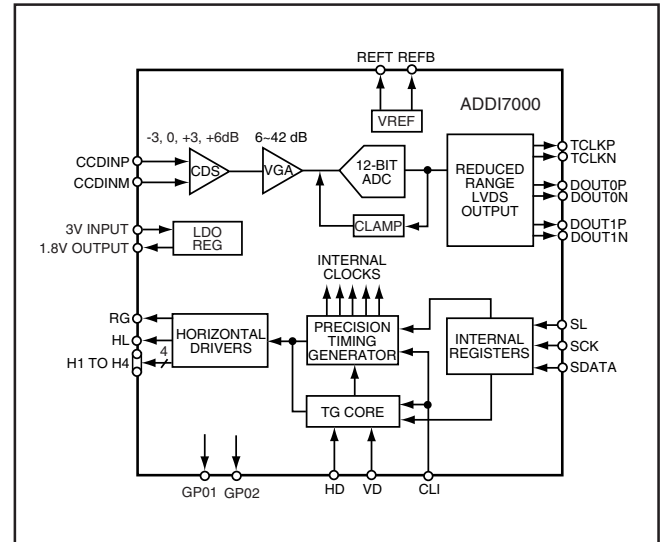 REFT REFB
ADDI7000
VREF
-3, 0, +3, +6dB
6~42 dB
CCDINP
CCDINM
CDS
VGA
12-BIT
ADC
CLAMP
REDUCED
RANGE
LVDS
OUTPUT
TCLKP
TCLKN
DOUT0P
DOUT0N
DOUT1P
DOUT1N
3V INPUT
1.8V OUTPUT
LDO
REG
INTERNAL
CLOCKS
RG
HL
H1 TO H4
4
HORIZONTAL
DRIVERS
PRECISION
TIMING
GENERATOR
INTERNAL
REGISTERS
SL
SCK
SDATA
TG CORE
GP01
GP02
HD
VD
CLI